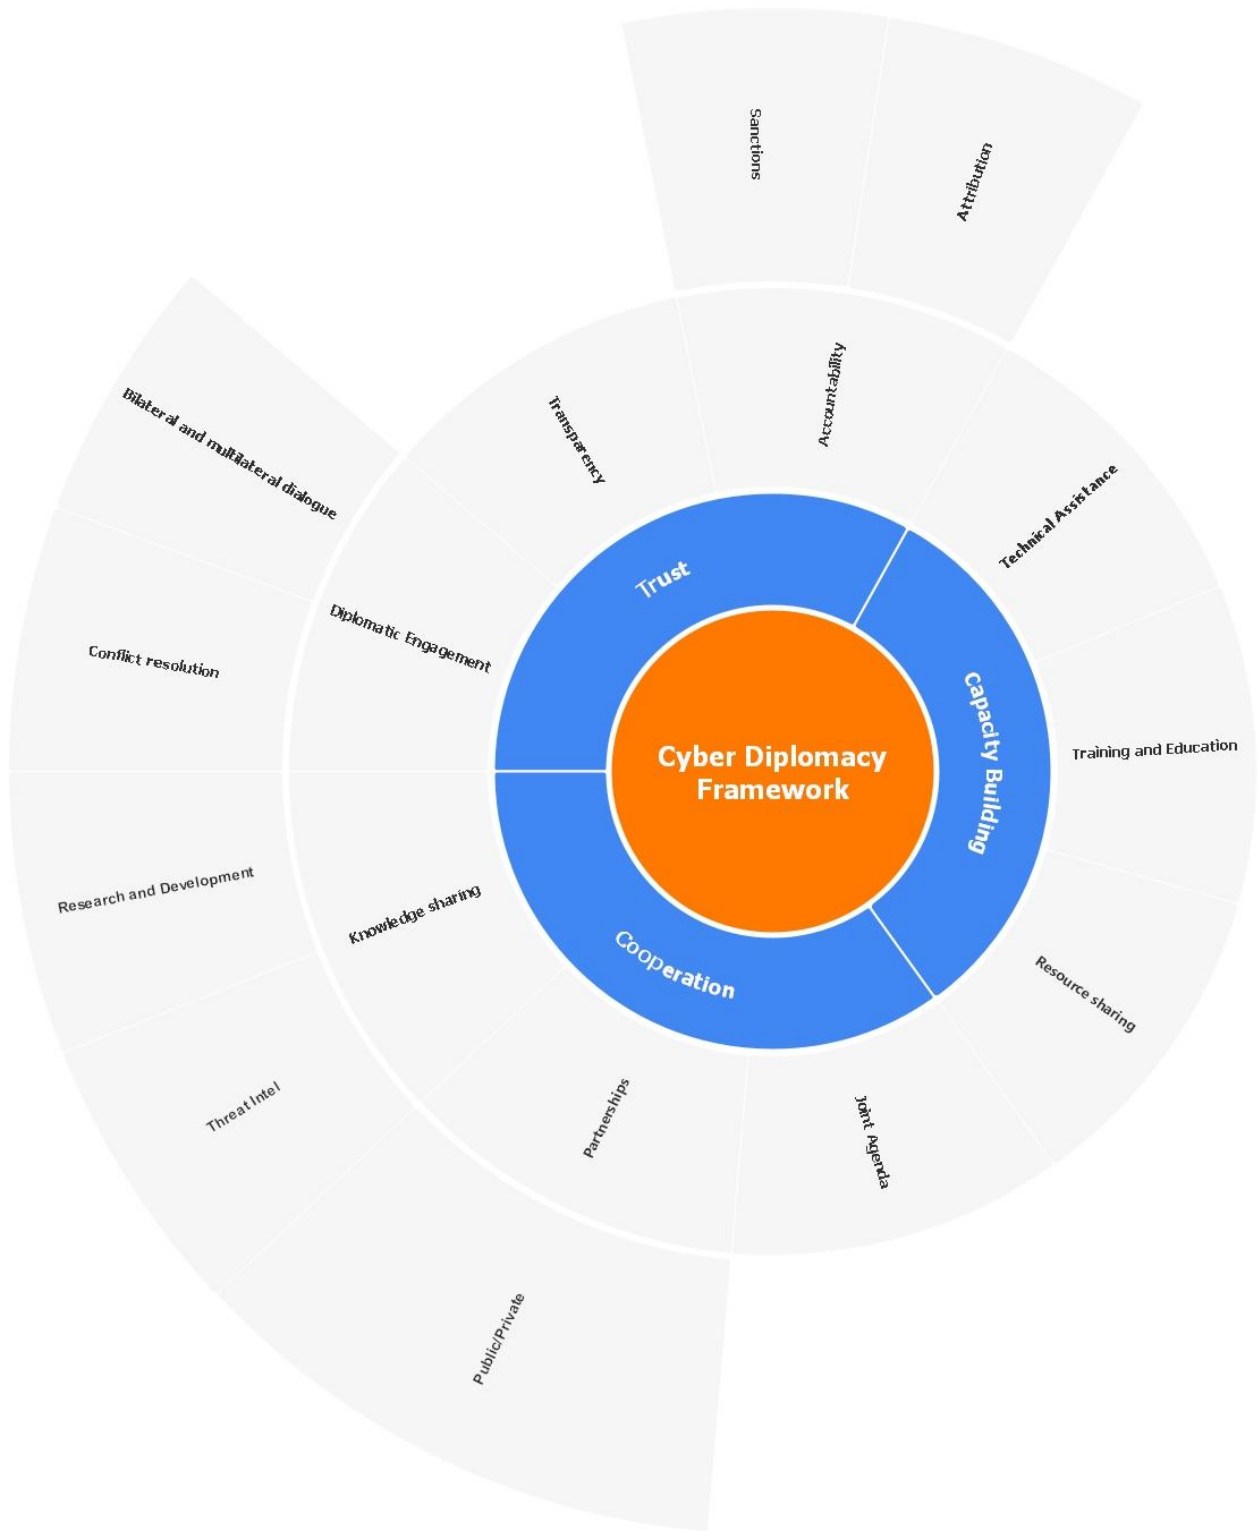 Sanctions
Attribution
Accountability
Transparency
Bilateral and multilateral dialogue
Technical Assistance
Trust
Diplomatic Engagement
Conflict resolution
Capacity Building
Training and Education
Cyber Diplomacy
Framework
Research and Development
Knowledge sharing
Cooperation
Resource sharing
Threat Intel
Partnerships
Joint Agenda
Public/Private